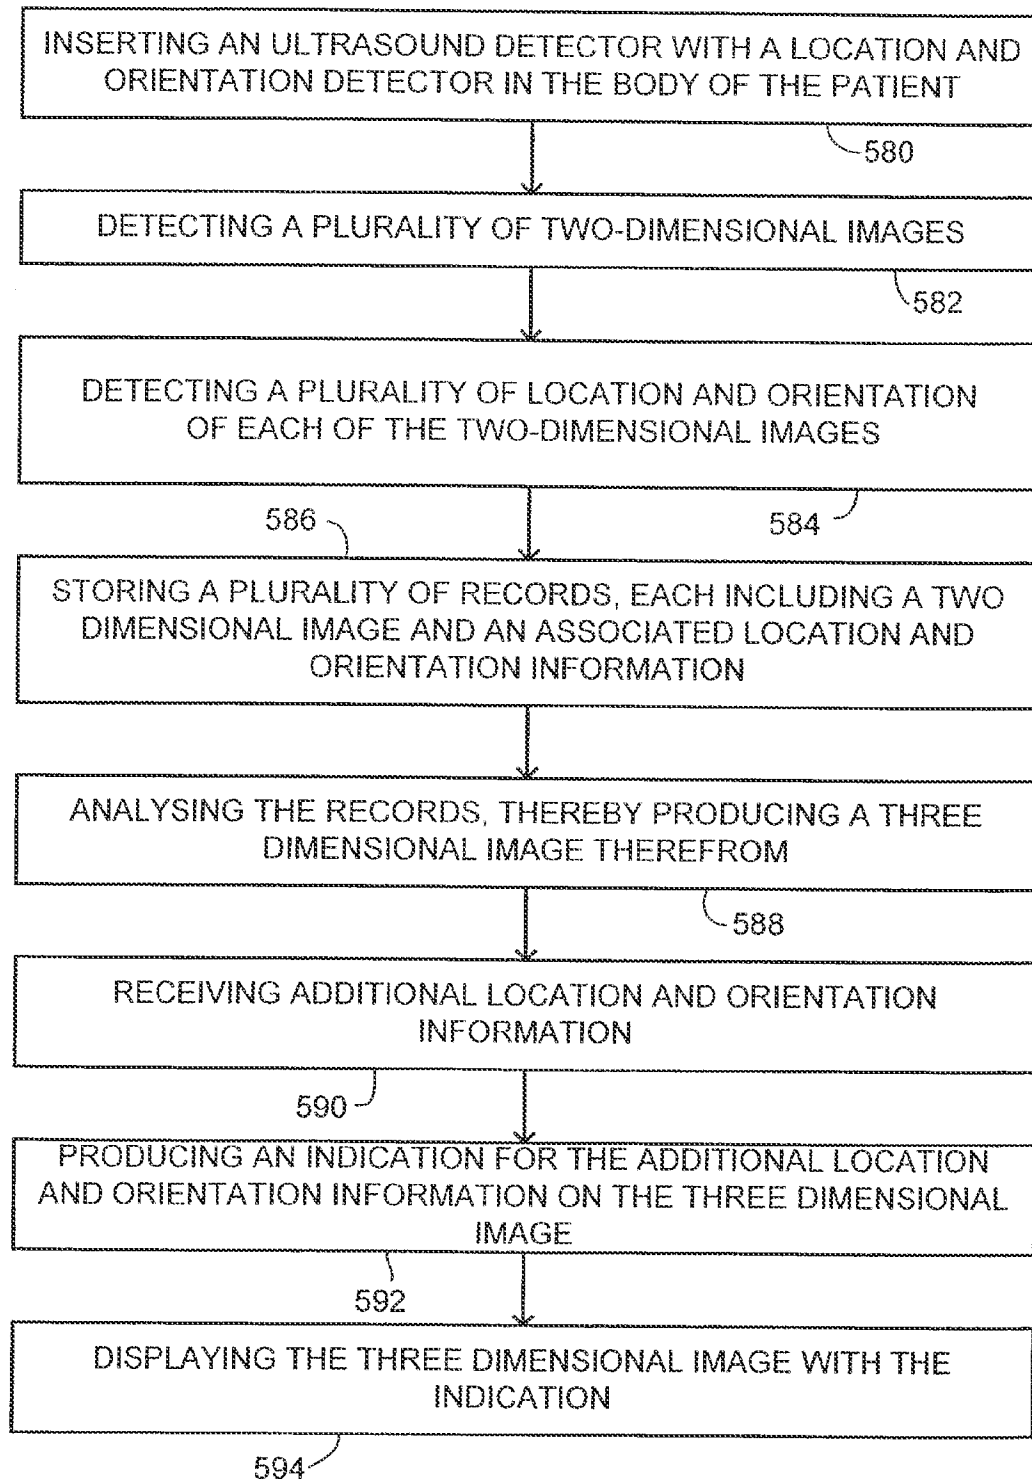 INSERTING AN ULTRASOUND DETECTOR WITH A LOCATION AND
ORIENTATION DETECTOR IN THE BODY OF THE PATIENT
580
DETECTING A PLURALITY OF TWO-DIMENSIONAL IMAGES
582
DETECTING A PLURALITY OF LOCATION AND ORIENTATION
OF EACH OF THE TWO-DIMENSIONAL IMAGES
584
586
STORING A PLURALITY OF RECORDS, EACH INCLUDING A TWO
DIMENSIONAL IMAGE AND AN ASSOCIATED LOCATION AND
ORIENTATION INFORMATION
ANALYSING THE RECORDS, THEREBY PRODUCING A THREE
DIMENSIONAL IMAGE THEREFROM
588
RECEIVING ADDITIONAL LOCATION AND ORIENTATION
INFORMATION
590
PRODUCING AN INDICATION FOR THE ADDITIONAL LOCATION
AND ORIENTATION INFORMATION ON THE THREE DIMENSIONAL
IMAGE
592
DISPLAYING THE THREE DIMENSIONAL IMAGE WITH THE
INDICATION
594